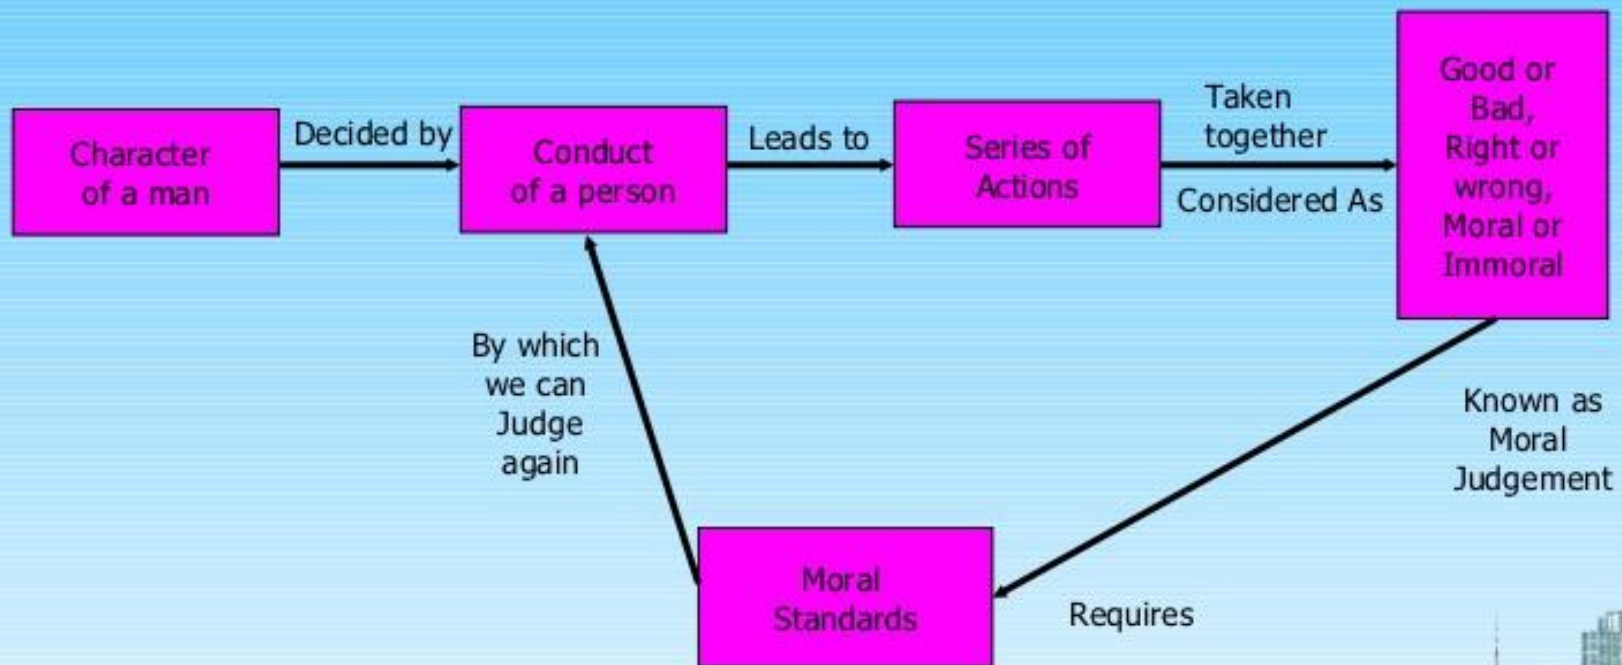 Character
of a man
Decided by
Conduct
of a person
Leads to
Series of
Actions
Taken
together
Considered As
Good or
Bad,
Right or
wrong,
Moral or
Immoral
Known as
Moral
Judgement
Requires
Moral
Standards
By which
we can
Judge
again